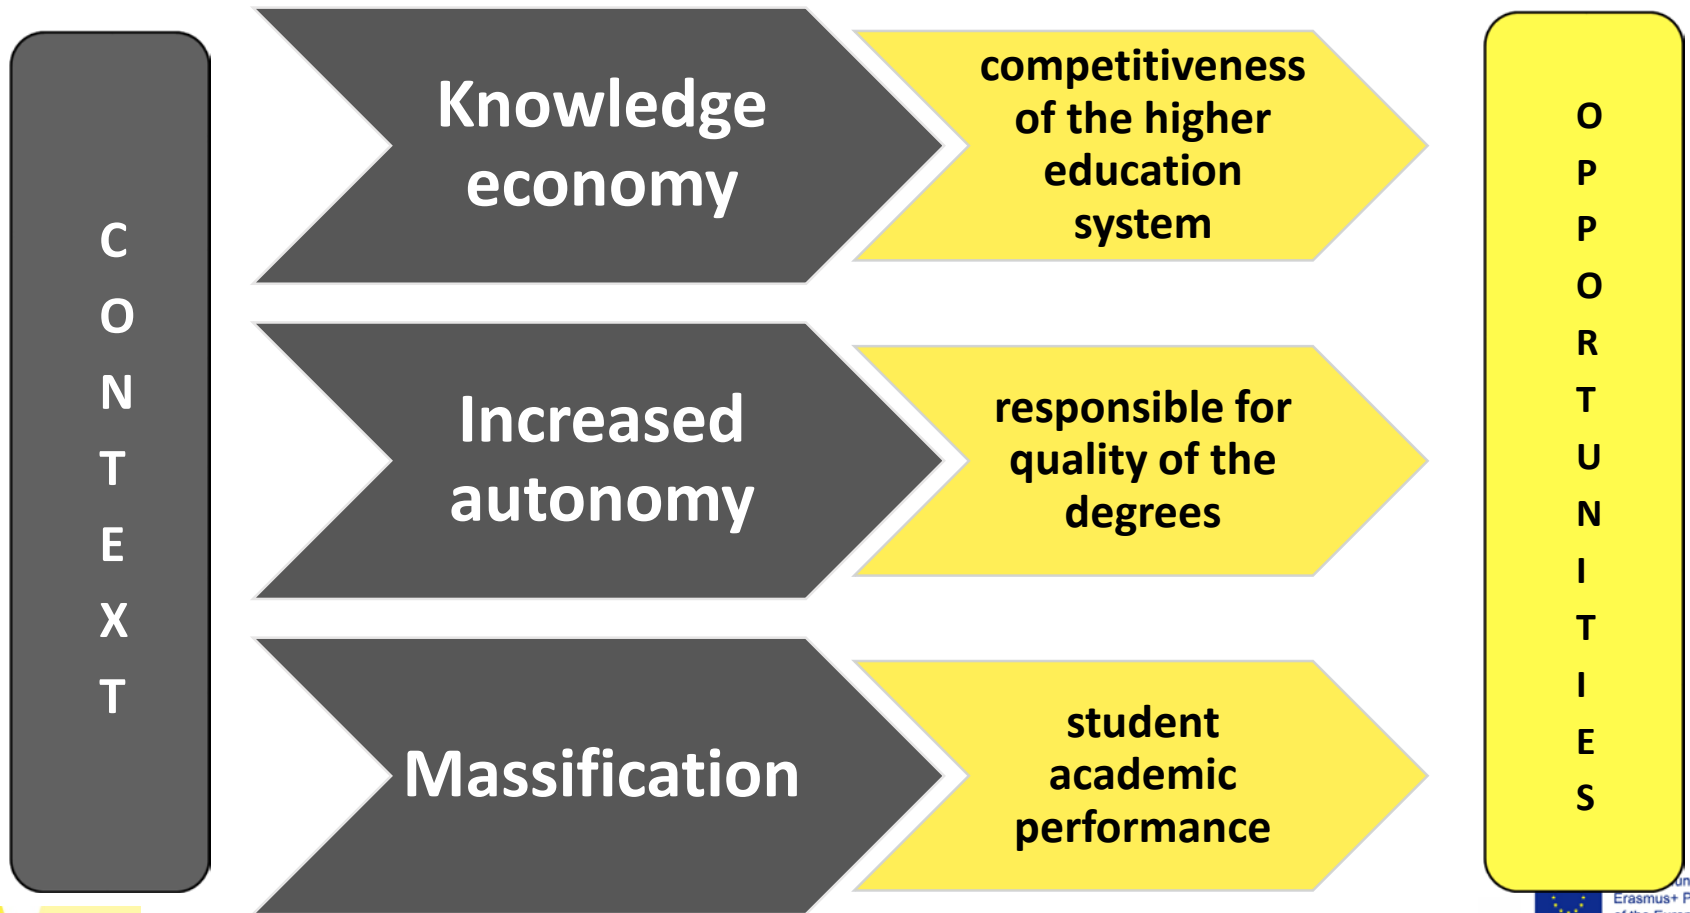 C
O
N
T
E
X
T
Knowledge
economy
competitiveness
of the higher
education
system
Increased
autonomy
responsible for
quality of the
degrees
Massification
student
academic
performance
O
P
P
O
R
T
U
N
I
T
I
E
S
Erasmus+